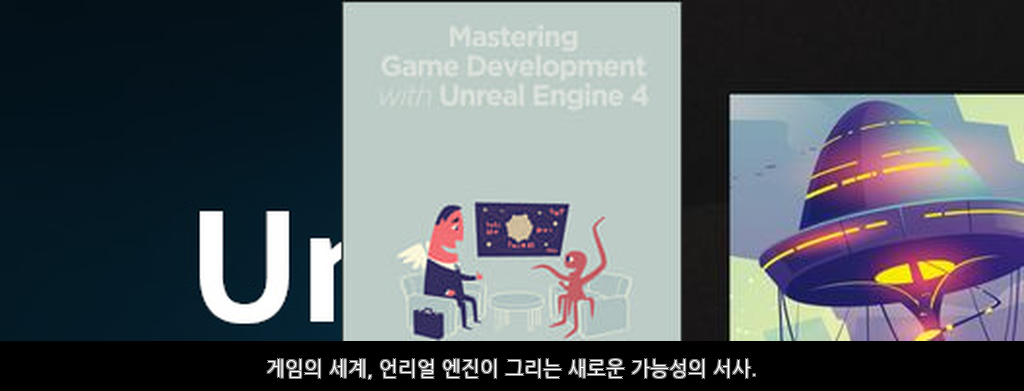 Mastering
Game Development
with Unreal Engine 4
Ur
게임의 세계, 언리얼 엔진이 그리는 새로운 가능성의 서사.